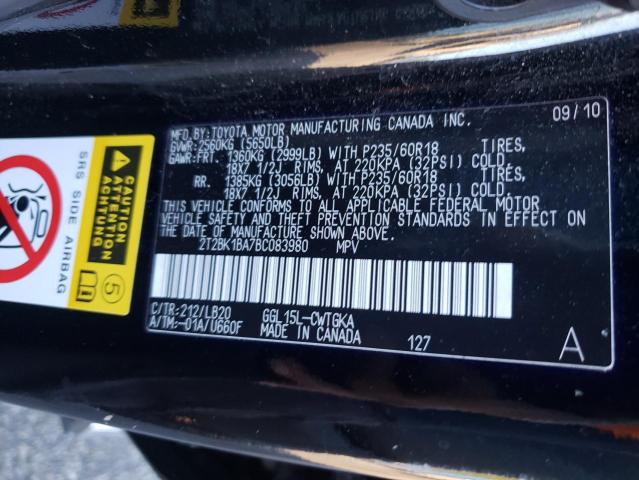 09/10
MFD.BY:TOYOTA MOTOR MANUFACTURING CANADA INC.
GVWR:2560KG (5650LB)
GAWR:FRT. 1360KG (2999LB) WITH P235/60R18 TIRES,
18X7 1/2J RIMS, AT 220KPA (32PSI) COLD.
RR. 1385KG (3056LB) WITH P235/60R18 TIRES,
18X7 1/2J RIMS, AT 220KPA (32PSI) COLD.
THIS VEHICLE CONFORMS TO ALL APPLICABLE FEDERAL MOTOR
VEHICLE SAFETY AND THEFT PREVENTION STANDARDS IN EFFECT ON
THE DATE OF MANUFACTURE SHOWN ABOVE.
2T2BK1BA7BC083980 MPV
C/TR:212/LB20 GGL15L-CWTGKA
A/TM:-01A/U660F MADE IN CANADA 127 A
CAUTION
ATTENTION
SRS SIDE AIRBAG
5